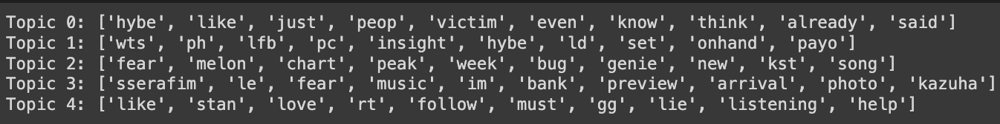 Topic 0: ['hybe', 'like', 'just', 'peop', 'victim', 'even', 'know', 'think', 'already', 'said']
Topic 1: ['wts', 'ph', 'lfb', 'pc', 'insight', 'hybe', 'ld', 'set', 'onhand', 'payo']
Topic 2: ['fear', 'melon', 'chart', 'peak', 'week', 'bug', 'genie', 'new', 'kst', 'song']
Topic 3: ['sserafim', 'le', 'fear', 'music', 'im', 'bank', 'preview', 'arrival', 'photo', 'kazuha']
Topic 4: ['like', 'stan', 'love', 'rt', 'follow', 'must', 'gg', 'lie', 'listening', 'help']